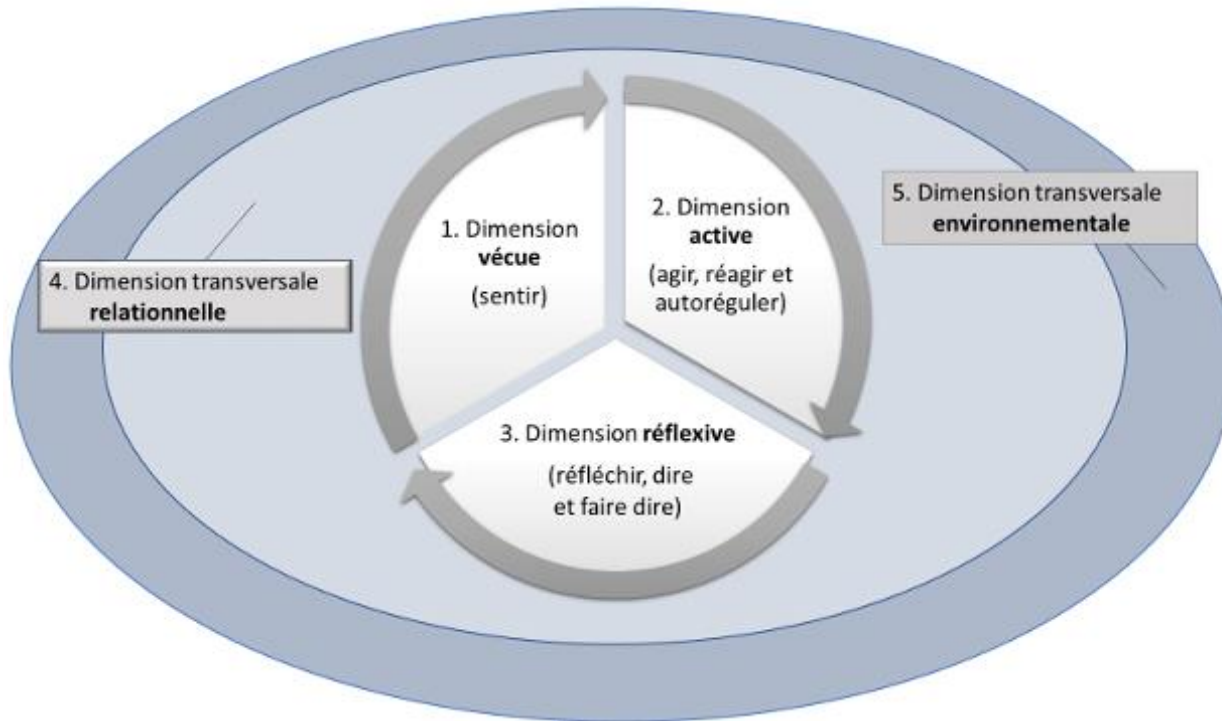 1. Dimension
vécue
(sentir)
2. Dimension
active
(agir, réagir et
autoréguler)
3. Dimension réflexive
(réfléchir, dire
et faire dire)
4. Dimension transversale
relationnelle
5. Dimension transversale
environnementale